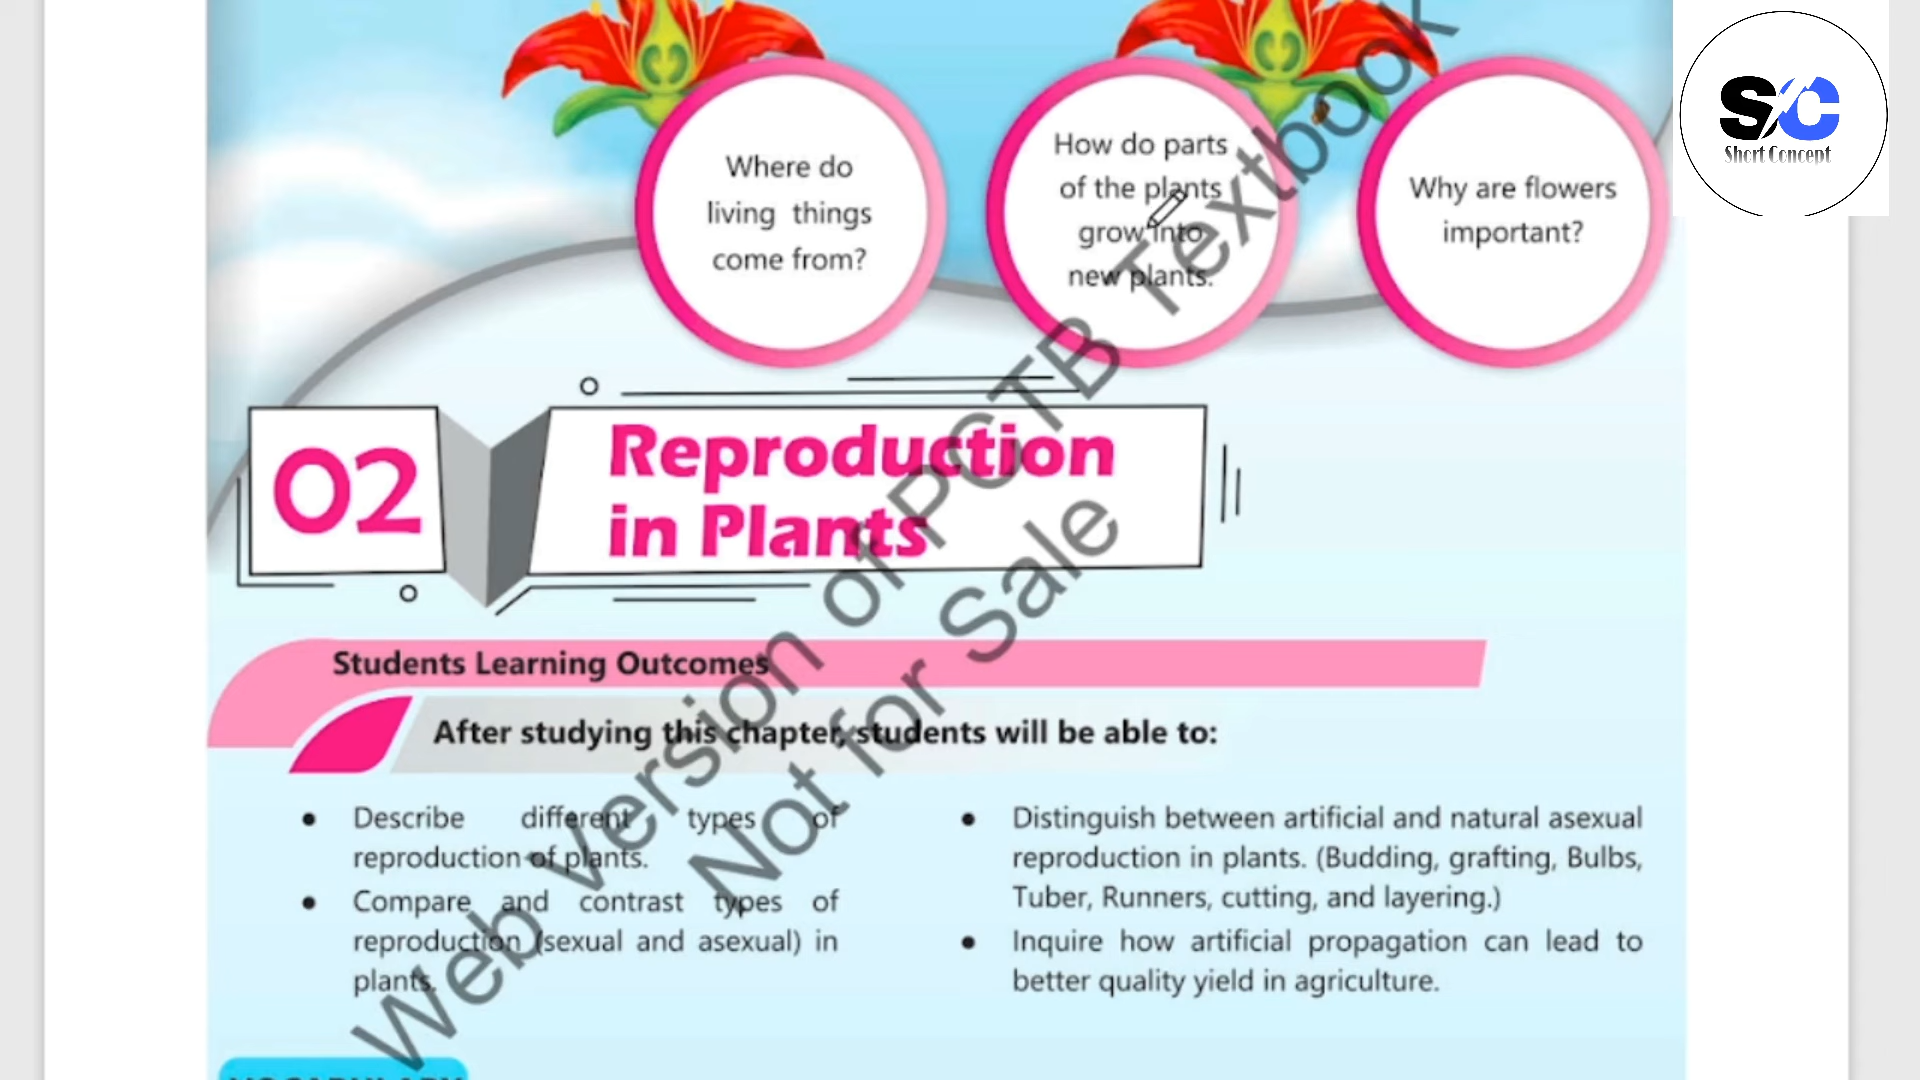 Where do
living things
come from?
How do parts
of the plants
grow into
new plants.
Why are flowers
important?
SC
Short Concept
02
Reproduction
in Plants
Students Learning Outcomes
After studying this chapter, students will be able to:
• Describe different types of
reproduction of plants.
• Compare and contrast types of
reproduction (sexual and asexual) in
plants.
• Distinguish between artificial and natural asexual
reproduction in plants. (Budding, grafting, Bulbs,
Tuber, Runners, cutting, and layering.)
• Inquire how artificial propagation can lead to
better quality yield in agriculture.
Web Version of PCTB Textbook
Not for Sale